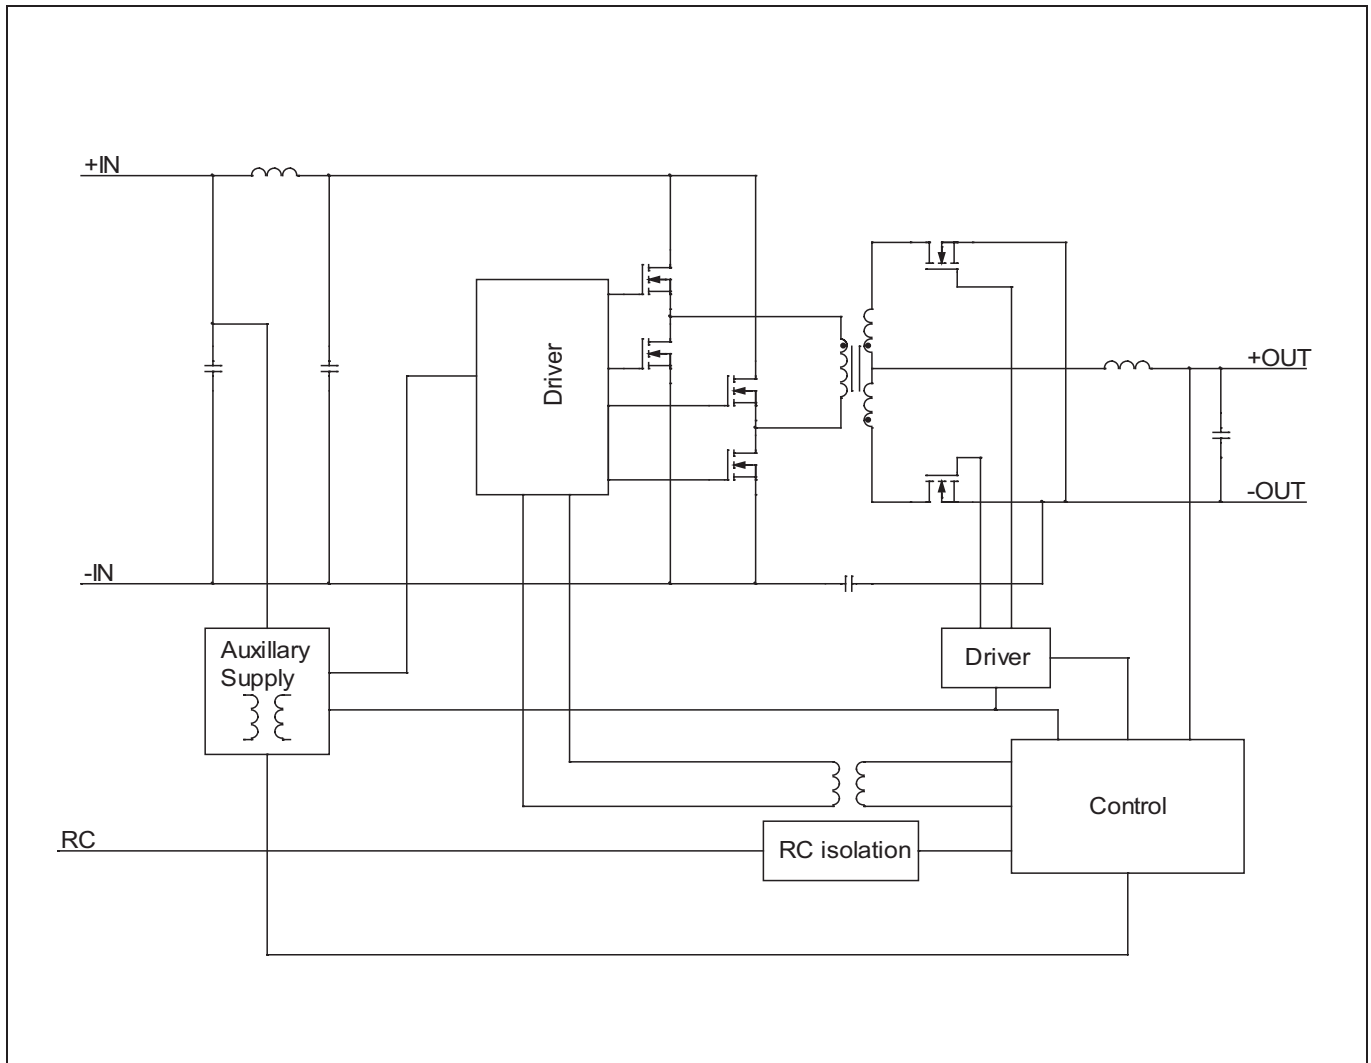 +IN
Driver
+OUT
-OUT
-IN
Auxillary
Supply
Driver
Control
RC
RC isolation